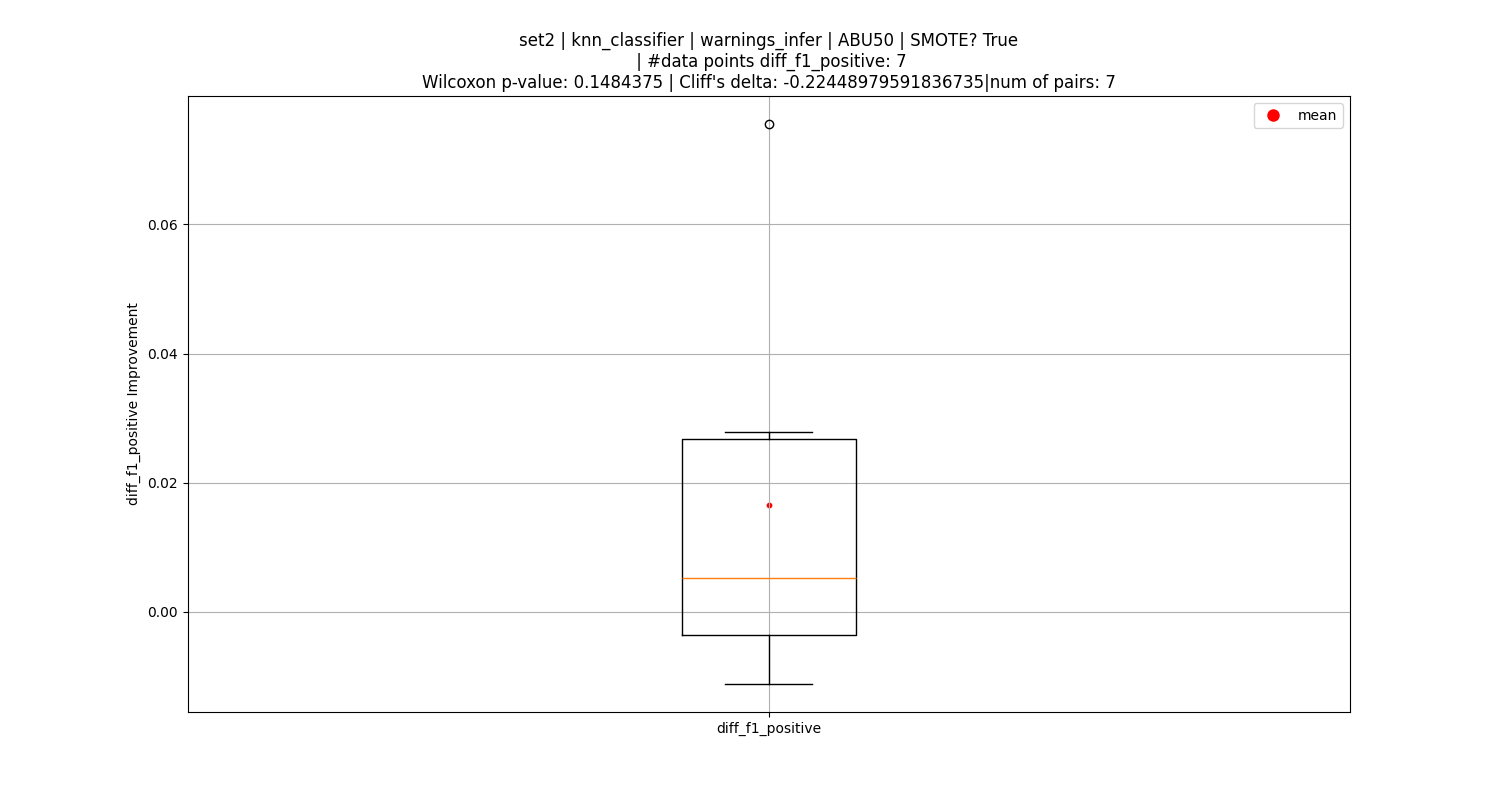 set2 | knn_classifier | warnings_infer | ABU50 | SMOTE? True
| #data points diff_f1_positive: 7
Wilcoxon p-value: 0.1484375 | Cliff's delta: -0.22448979591836735|num of pairs: 7
mean
0.06
0.04
0.02
0.00
diff_f1_positive Improvement
diff_f1_positive